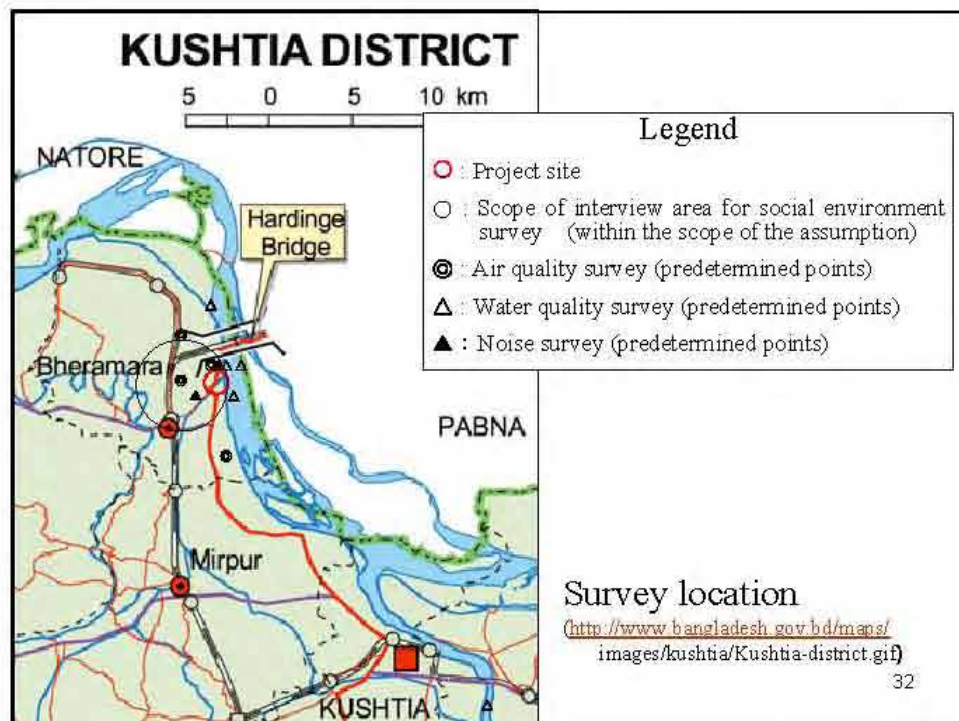 KUSHTIA DISTRICT
5 0 5 10 km
NATORE
Hardinge
Bridge
Bheramara
PABNA
Mirpur
KUSHTIA
Legend
: Project site
: Scope of interview area for social environment
survey (within the scope of the assumption)
: Air quality survey (predetermined points)
: Water quality survey (predetermined points)
: Noise survey (predetermined points)
Survey location
(http://www.bangladesh.gov.bd/maps/
images/kushtia/Kushtia-district.gif)
32